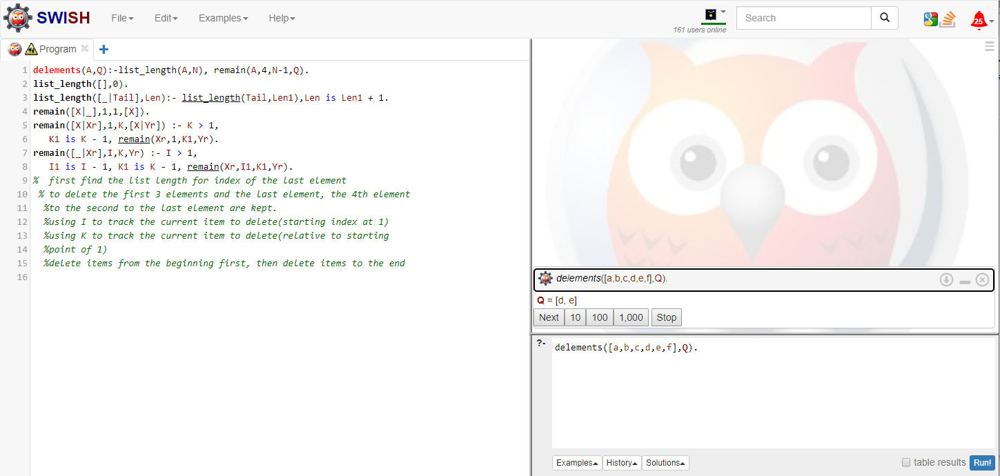 SWISH File Edit Examples Help 161 users online Search 25
Program
1 delements(A,Q):-list_length(A,N), remain(A,4,N-1,Q).
2 list_length([],0).
3 list_length([_|Tail],Len):- list_length(Tail,Len1),Len is Len1 + 1.
4 remain([X|_],1,1,[X]).
5 remain([X|Xr],1,K,[X|Yr]) :- K > 1,
6 K1 is K - 1, remain(Xr,1,K1,Yr).
7 remain([_|Xr],I,K,Yr) :- I > 1,
8 I1 is I - 1, K1 is K - 1, remain(Xr,I1,K1,Yr).
9 % first find the list length for index of the last element
10 % to delete the first 3 elements and the last element, the 4th element
11 %to the second to the last element are kept.
12 %using I to track the current item to delete(starting index at 1)
13 %using K to track the current item to delete(relative to starting
14 %point of 1)
15 %delete items from the beginning first, then delete items to the end
16
delements([a,b,c,d,e,f],Q).
Q = [d, e]
Next 10 100 1,000 Stop
?- delements([a,b,c,d,e,f],Q).
Examples History Solutions table results Run!